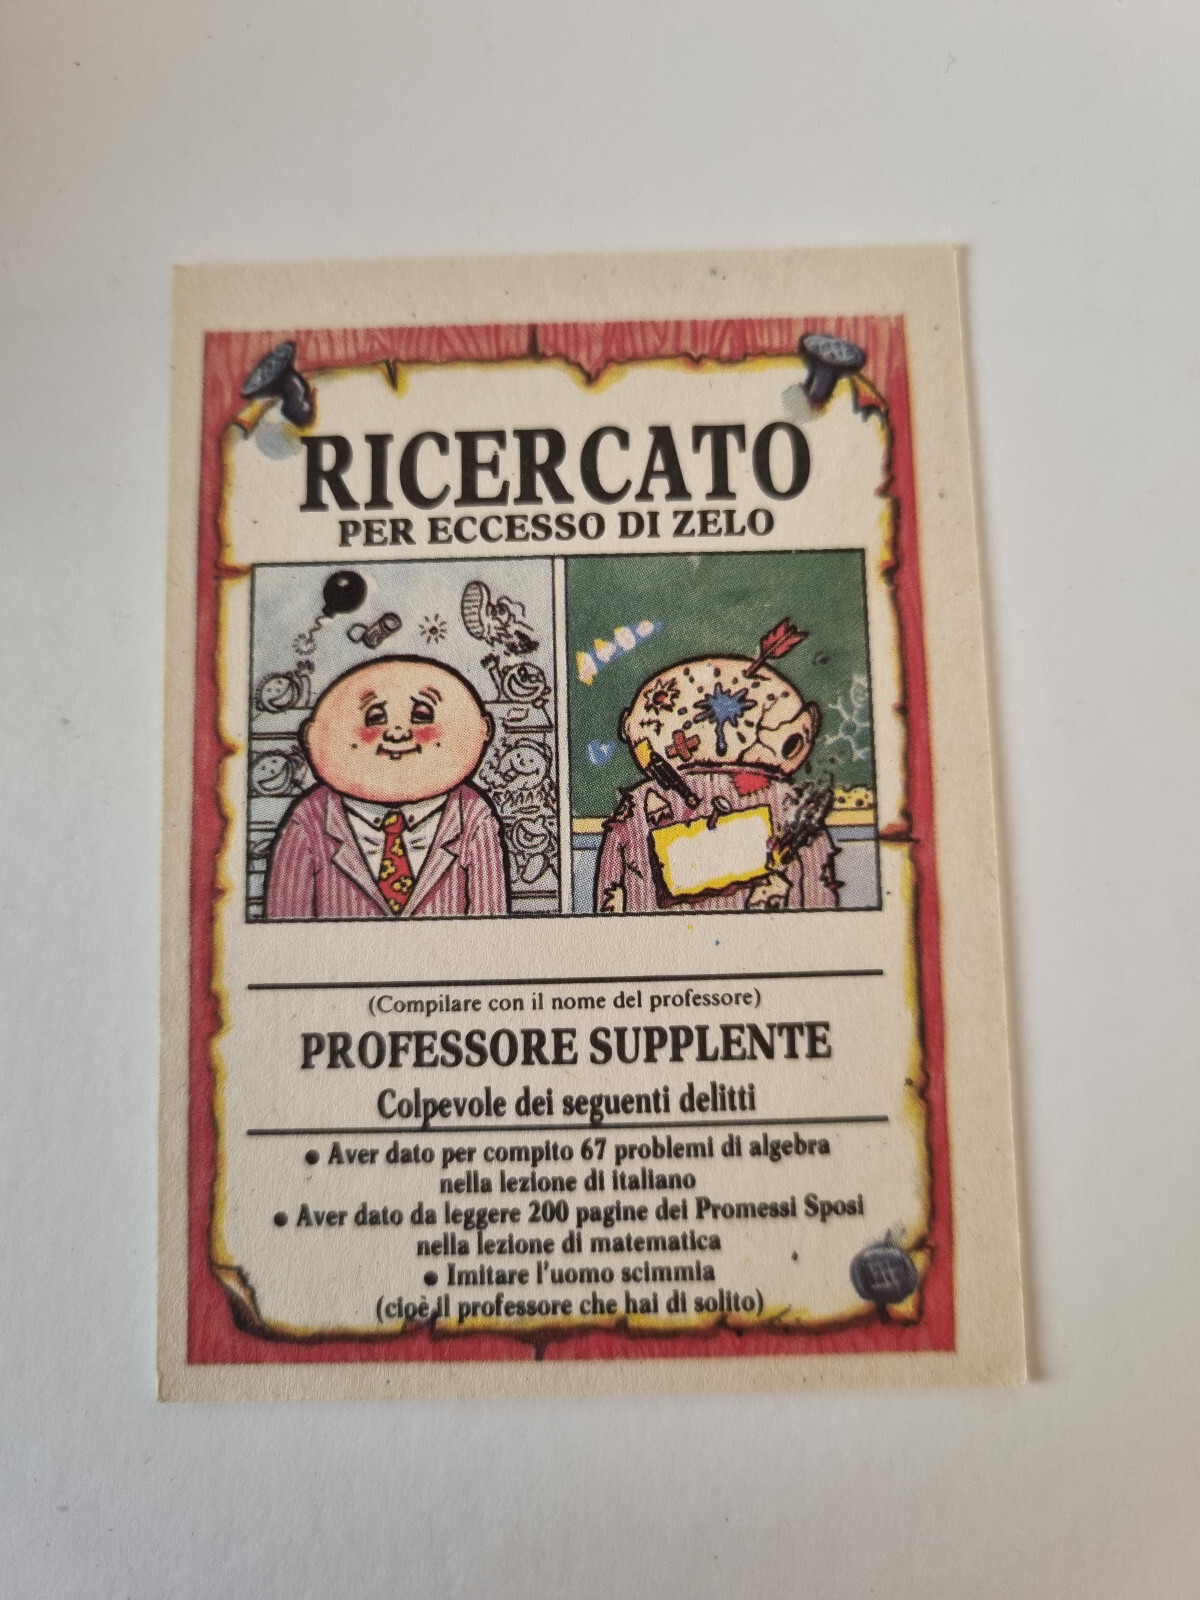 RICERCATO
PER ECCESSO DI ZELO
(Compilare con il nome del professore)
PROFESSORE SUPPLENTE
Colpevole dei seguenti delitti
• Aver dato per compito 67 problemi di algebra
nella lezione di italiano
• Aver dato da leggere 200 pagine dei Promessi Sposi
nella lezione di matematica
• Imitare l'uomo scimmia
(cioè il professore che hai di solito)